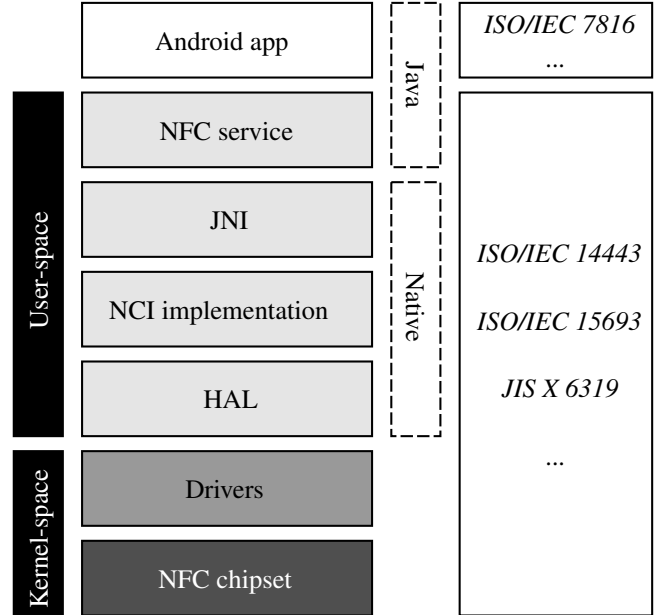 Android app
NFC service
JNI
NCI implementation
HAL
Drivers
NFC chipset
User-space
Kernel-space
Java
Native
ISO/IEC 7816
...
ISO/IEC 14443
ISO/IEC 15693
JIS X 6319
...